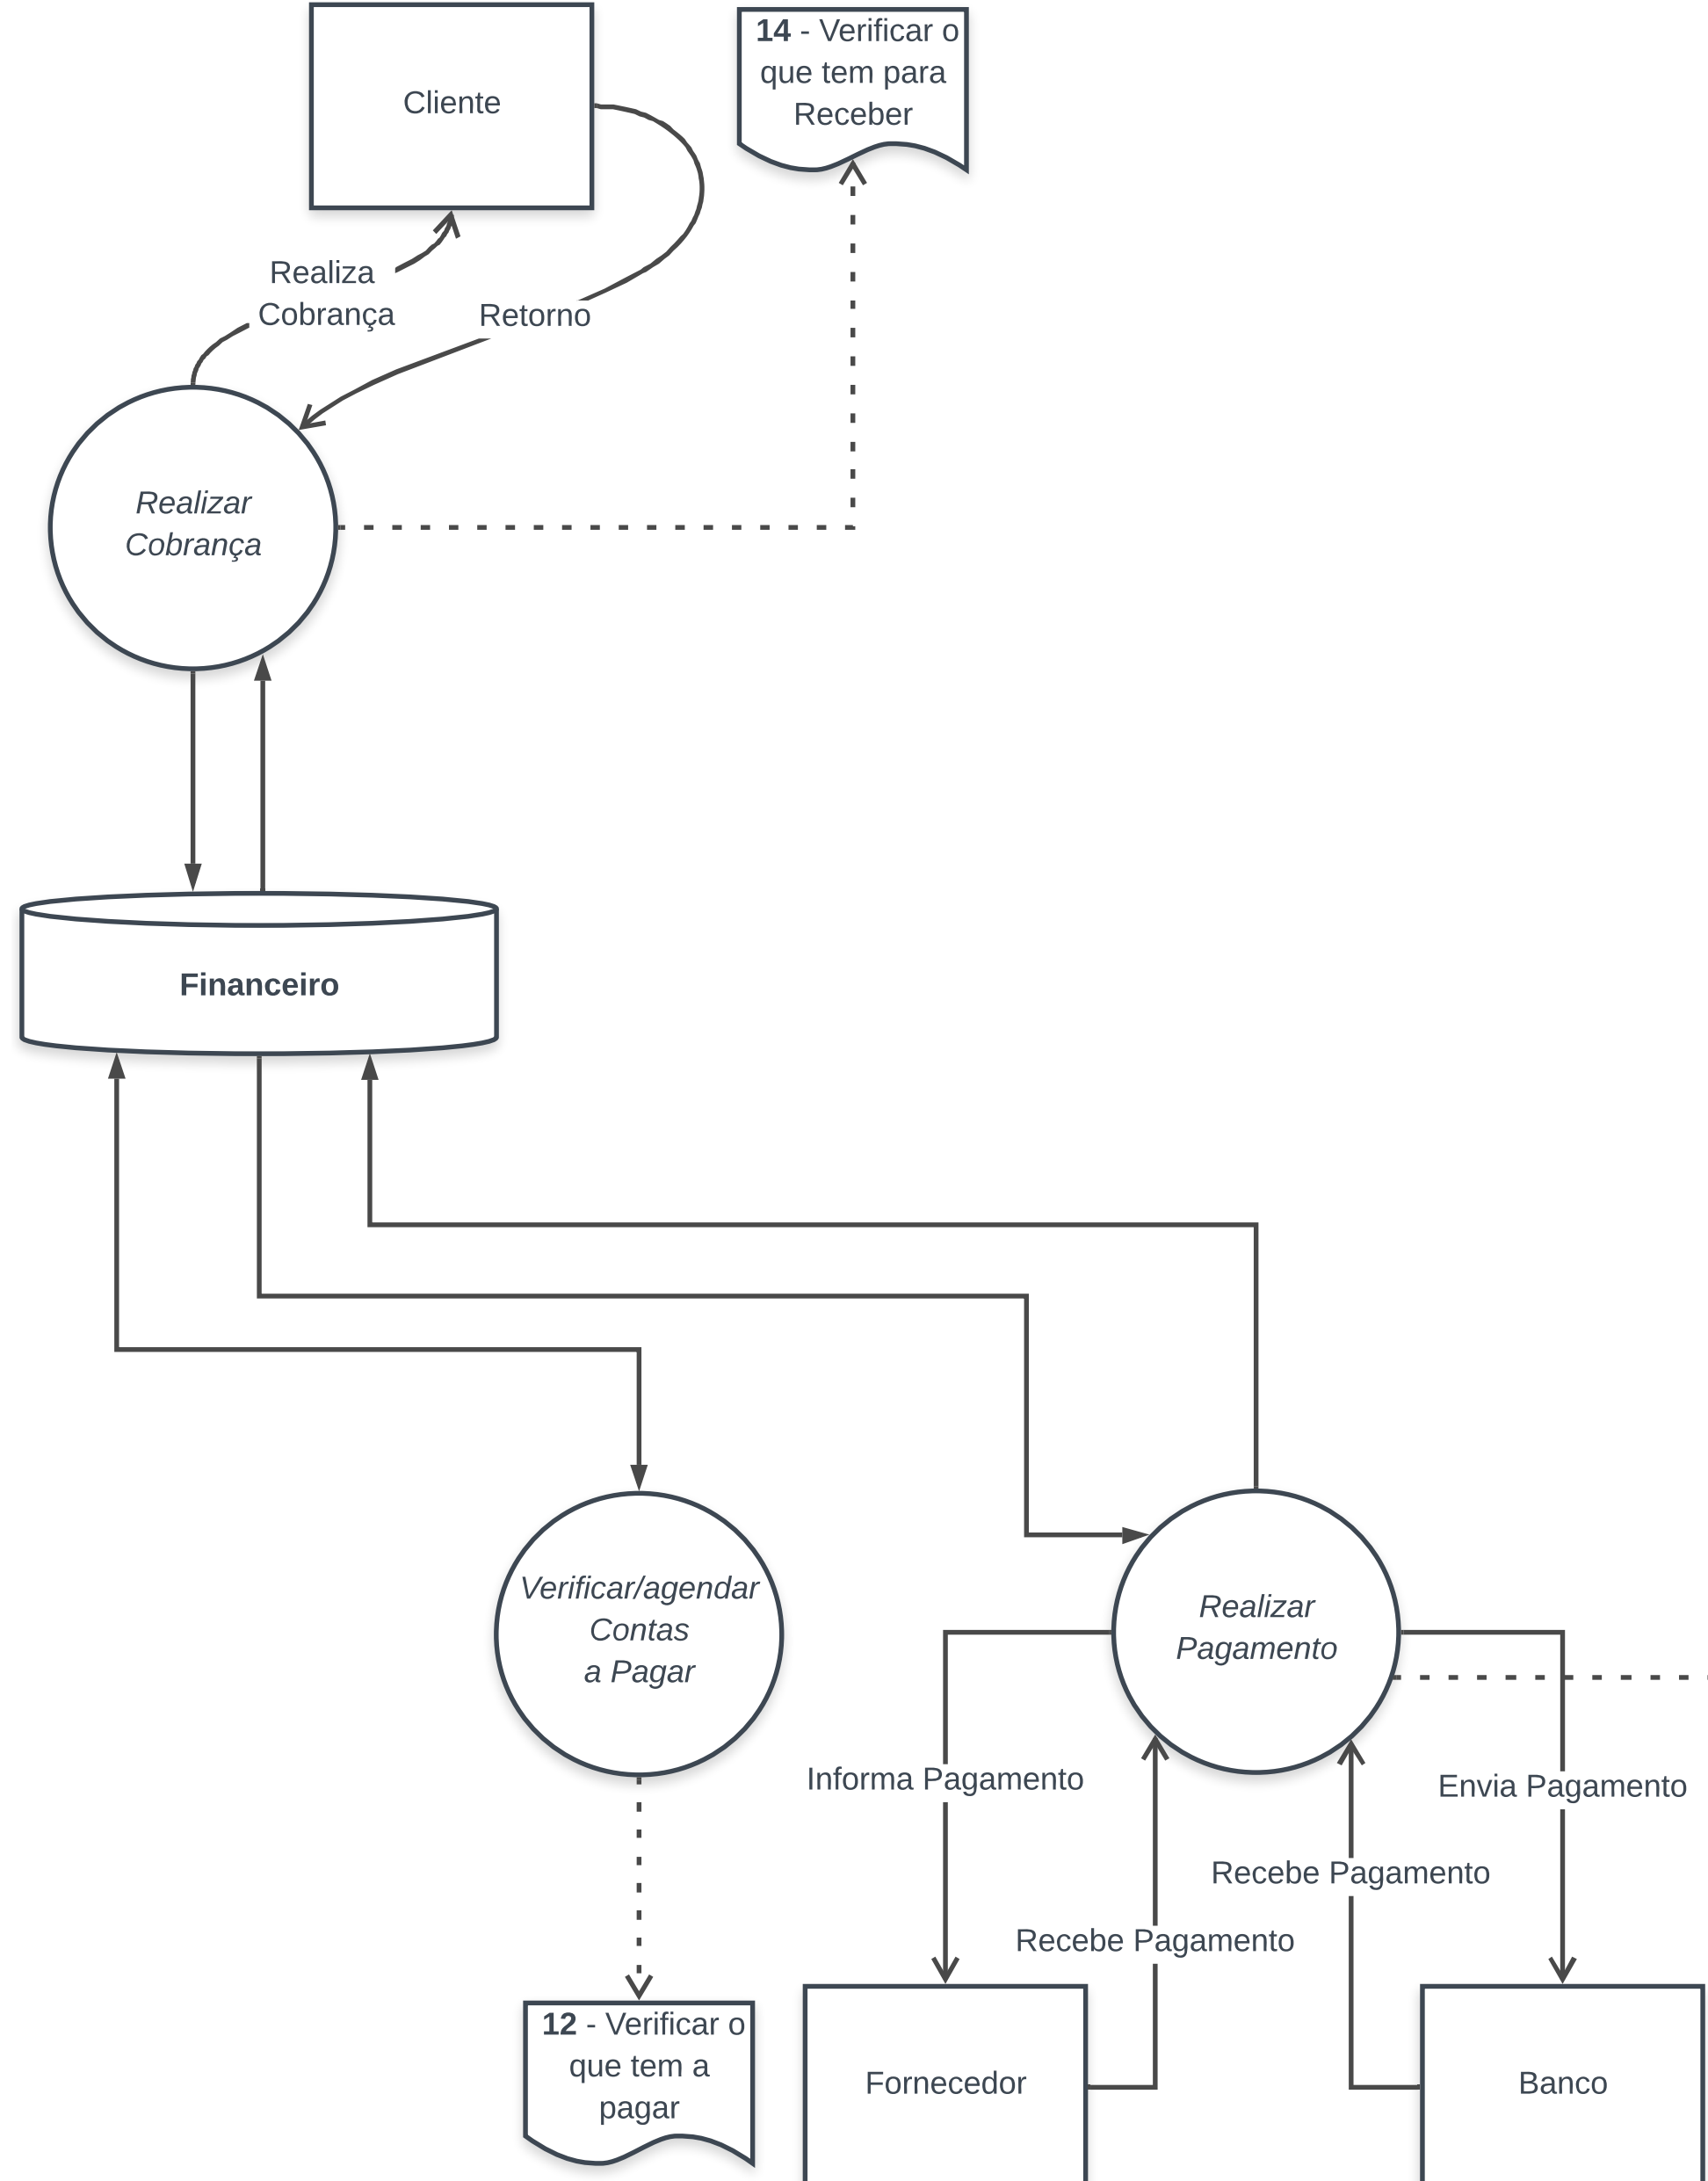 Cliente
14 - Verificar o
que tem para
Receber
Realiza
Cobrança
Retorno
Realizar
Cobrança
Financeiro
Verificar/agendar
Contas
a Pagar
Realizar
Pagamento
Informa Pagamento
Envia Pagamento
Recebe Pagamento
Recebe Pagamento
12 - Verificar o
que tem a
pagar
Fornecedor
Banco